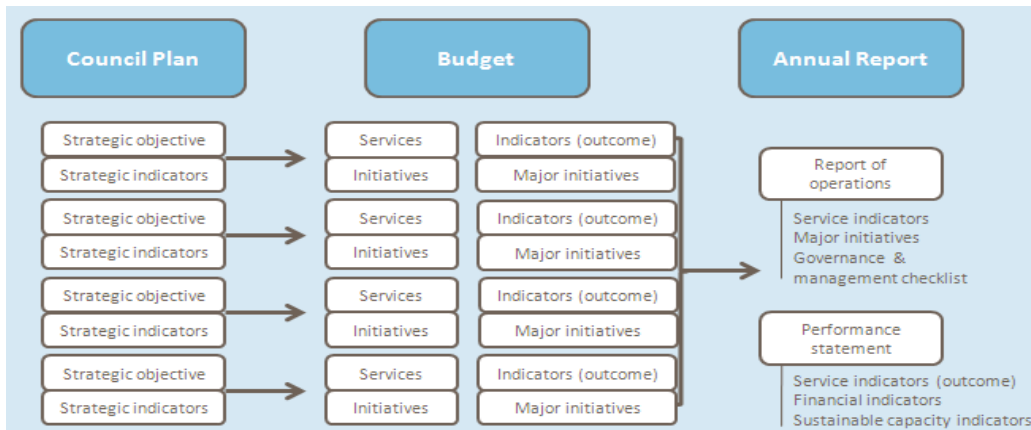 Council Plan
Budget
Annual Report
Strategic objective
Strategic indicators
Services
Initiatives
Indicators (outcome)
Major initiatives
Strategic objective
Strategic indicators
Services
Initiatives
Indicators (outcome)
Major initiatives
Strategic objective
Strategic indicators
Services
Initiatives
Indicators (outcome)
Major initiatives
Strategic objective
Strategic indicators
Services
Initiatives
Indicators (outcome)
Major initiatives
Report of
operations
Service indicators
Major initiatives
Governance &
management checklist
Performance
statement
Service indicators (outcome)
Financial indicators
Sustainable capacity indicators